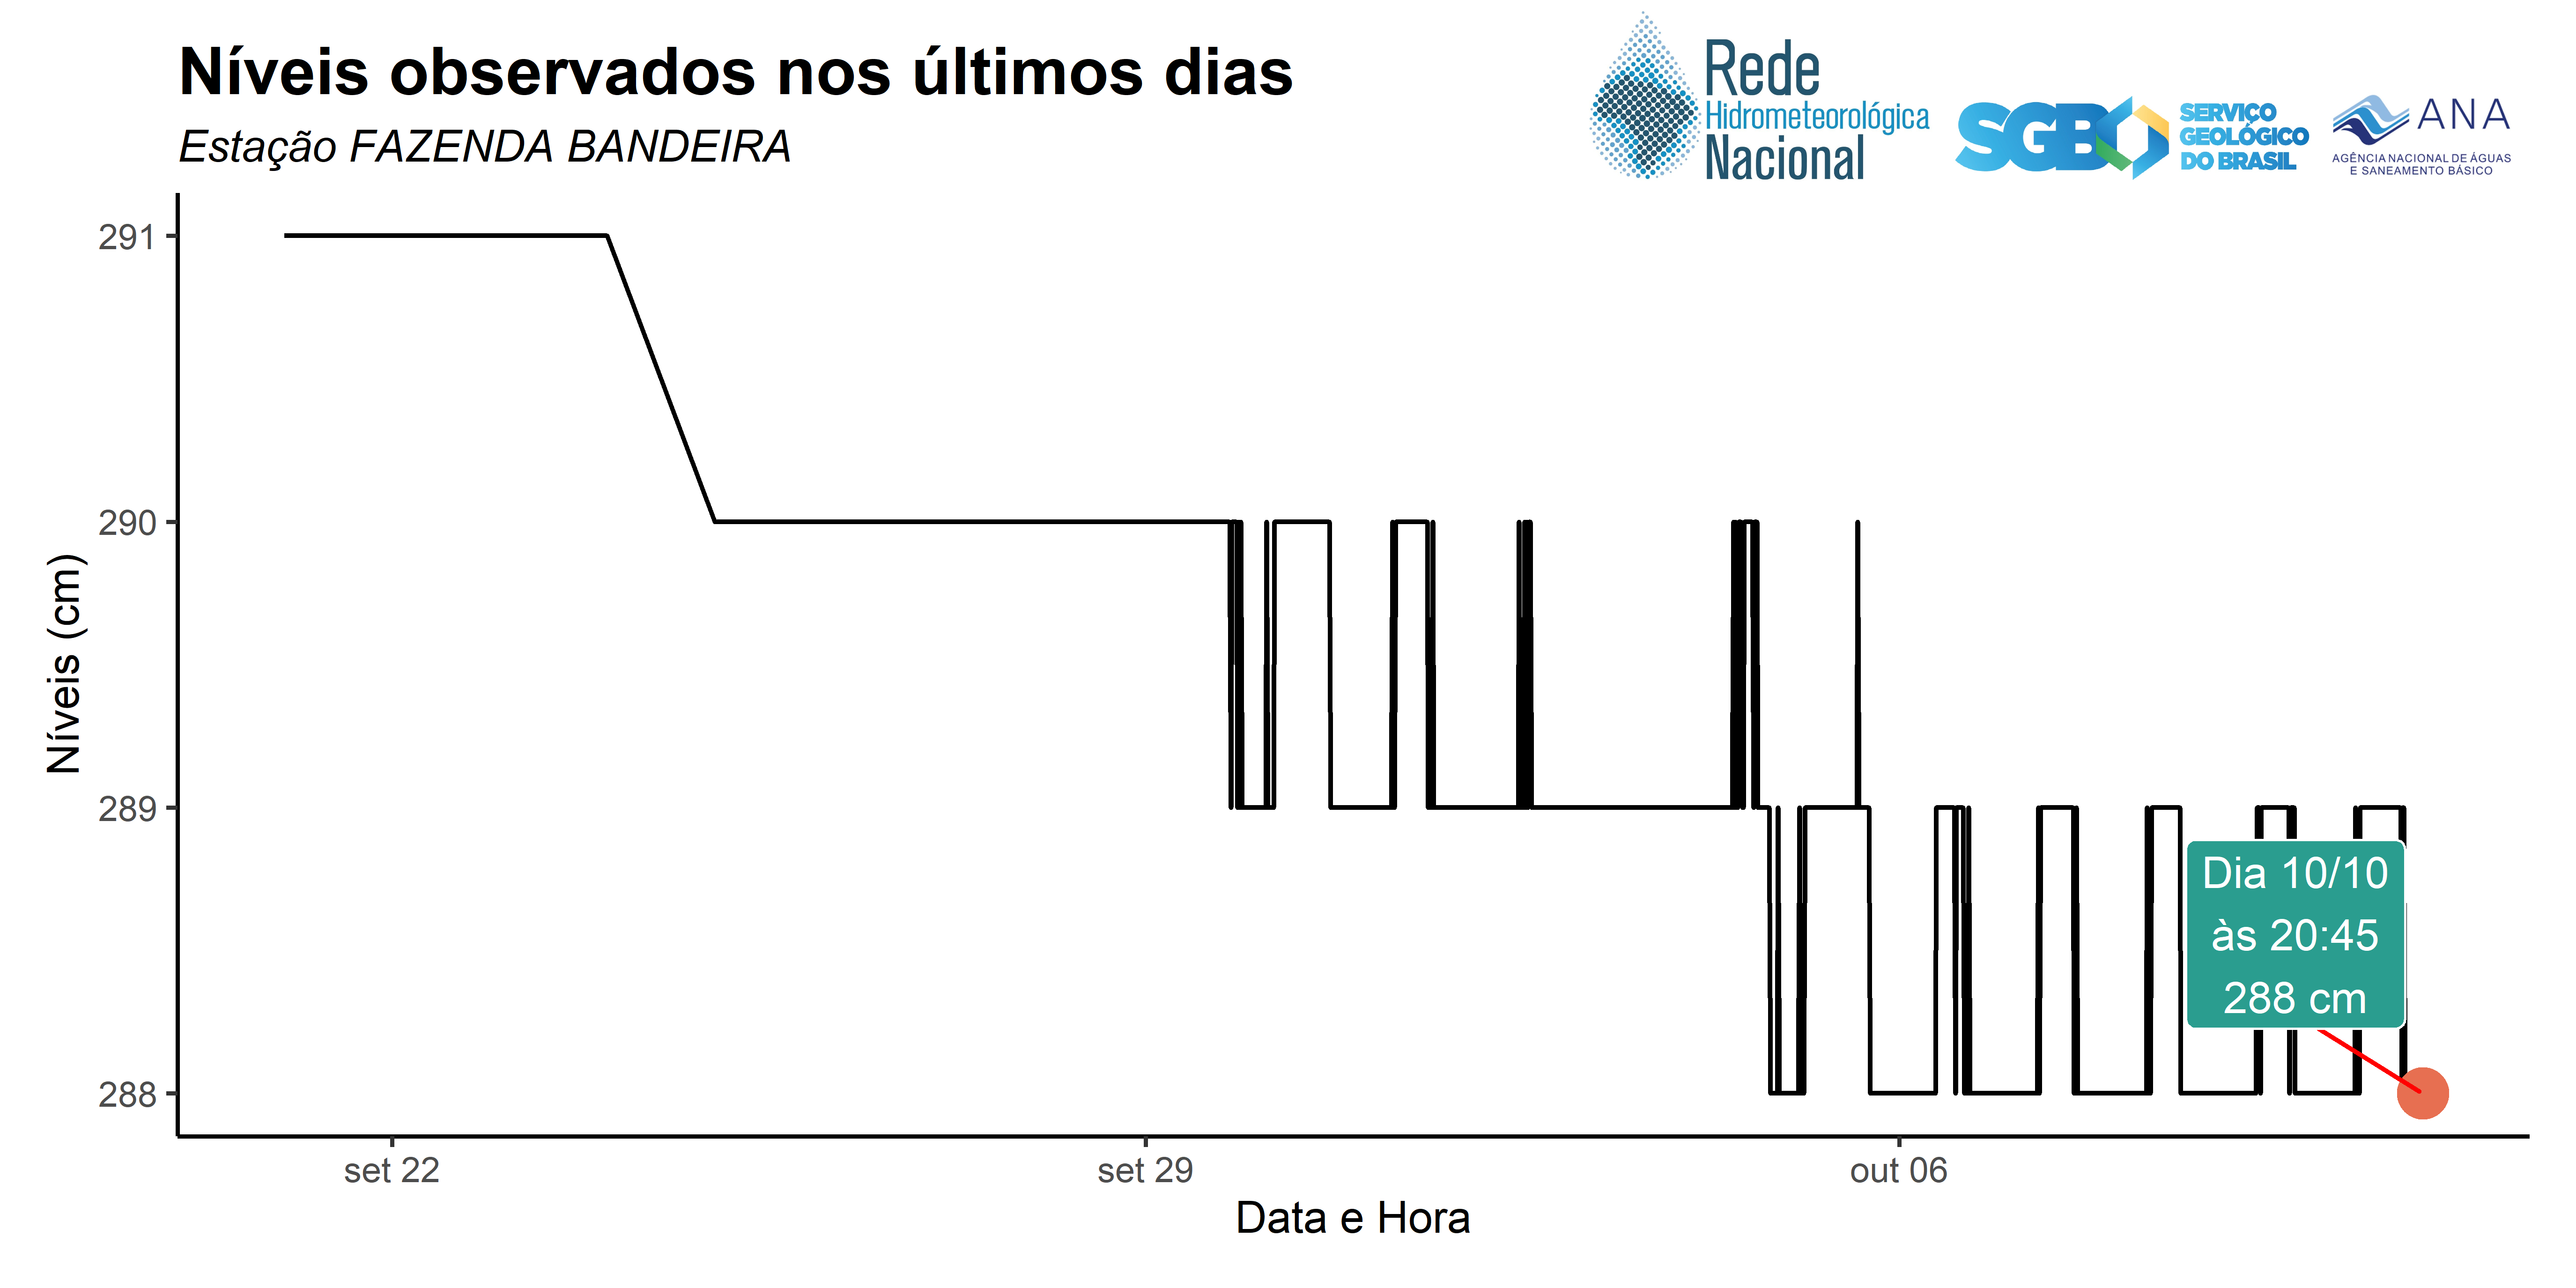 Níveis observados nos últimos dias
Estação FAZENDA BANDEIRA
Rede
Hidrometeorológica
Nacional
SGB
SERVIÇO
GEOLÓGICO
DO BRASIL
ANA
AGÊNCIA NACIONAL DE ÁGUAS
E SANEAMENTO BÁSICO
Níveis (cm)
291
290
289
288
Dia 10/10
às 20:45
288 cm
set 22
set 29
out 06
Data e Hora